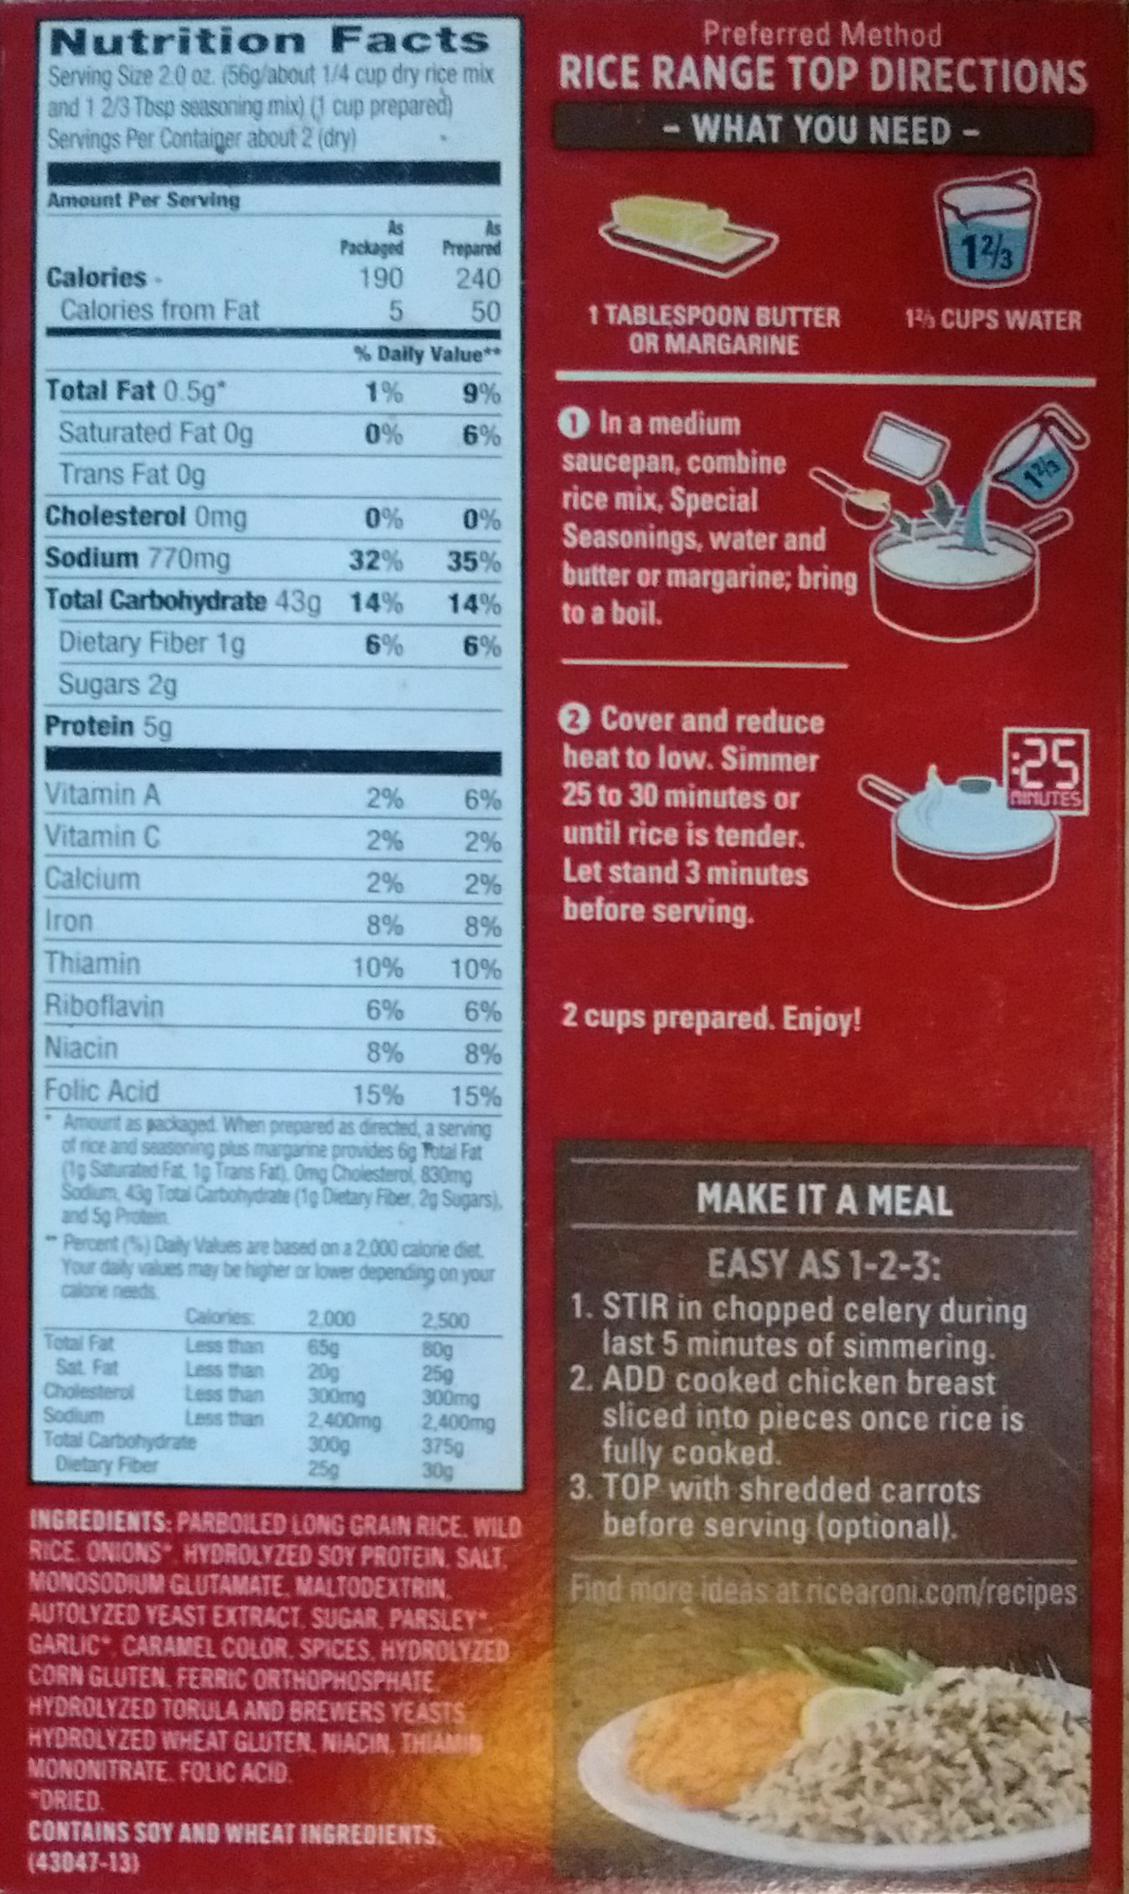 Nutrition Facts
Serving Size 2.0 oz. (56g/about 1/4 cup dry rice mix
and 1 2/3 Tbsp seasoning mix) (1 cup prepared)
Servings Per Container about 2 (dry)
Amount Per Serving
As Packaged As Prepared
Calories 190 240
Calories from Fat 5 50
% Daily Value**
Total Fat 0.5g* 1% 9%
Saturated Fat 0g 0% 6%
Trans Fat 0g
Cholesterol 0mg 0% 0%
Sodium 770mg 32% 35%
Total Carbohydrate 43g 14% 14%
Dietary Fiber 1g 6% 6%
Sugars 2g
Protein 5g
Vitamin A 2% 6%
Vitamin C 2% 2%
Calcium 2% 2%
Iron 8% 8%
Thiamin 10% 10%
Riboflavin 6% 6%
Niacin 8% 8%
Folic Acid 15% 15%
* Amount as packaged. When prepared as directed, a serving
of rice and seasoning plus margarine provides 6g Total Fat
(1g Saturated Fat, 1g Trans Fat), 0mg Cholesterol, 830mg
Sodium, 43g Total Carbohydrate (1g Dietary Fiber, 2g Sugars),
and 5g Protein.
** Percent (%) Daily Values are based on a 2,000 calorie diet.
Your daily values may be higher or lower depending on your
calorie needs.
Calories: 2,000 2,500
Total Fat Less than 65g 80g
Sat. Fat Less than 20g 25g
Cholesterol Less than 300mg 300mg
Sodium Less than 2,400mg 2,400mg
Total Carbohydrate 300g 375g
Dietary Fiber 25g 30g
INGREDIENTS: PARBOILED LONG GRAIN RICE, WILD
RICE, ONIONS*, HYDROLYZED SOY PROTEIN, SALT,
MONOSODIUM GLUTAMATE, MALTODEXTRIN,
AUTOLYZED YEAST EXTRACT, SUGAR, PARSLEY*,
GARLIC*, CARAMEL COLOR, SPICES, HYDROLYZED
CORN GLUTEN, FERRIC ORTHOPHOSPHATE,
HYDROLYZED TORULA AND BREWERS YEASTS,
HYDROLYZED WHEAT GLUTEN, NIACIN, THIAMIN
MONONITRATE, FOLIC ACID.
*DRIED.
CONTAINS SOY AND WHEAT INGREDIENTS.
(43047-13)
Preferred Method
RICE RANGE TOP DIRECTIONS
- WHAT YOU NEED -
1 2/3
1 TABLESPOON BUTTER
OR MARGARINE
1 2/3 CUPS WATER
1 In a medium
saucepan, combine
rice mix, Special
Seasonings, water and
butter or margarine; bring
to a boil.
1 2/3
2 Cover and reduce
heat to low. Simmer
25 to 30 minutes or
until rice is tender.
Let stand 3 minutes
before serving.
:25
MINUTES
2 cups prepared. Enjoy!
MAKE IT A MEAL
EASY AS 1-2-3:
1. STIR in chopped celery during
last 5 minutes of simmering.
2. ADD cooked chicken breast
sliced into pieces once rice is
fully cooked.
3. TOP with shredded carrots
before serving (optional).
Find more ideas at ricearoni.com/recipes